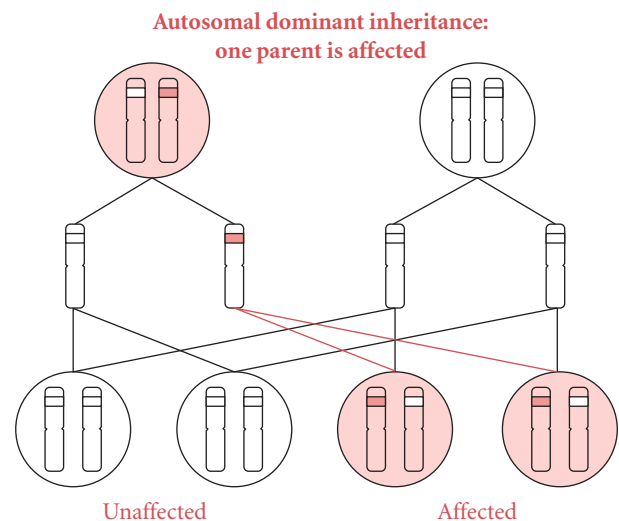 Autosomal dominant inheritance:
one parent is affected
Unaffected
Affected